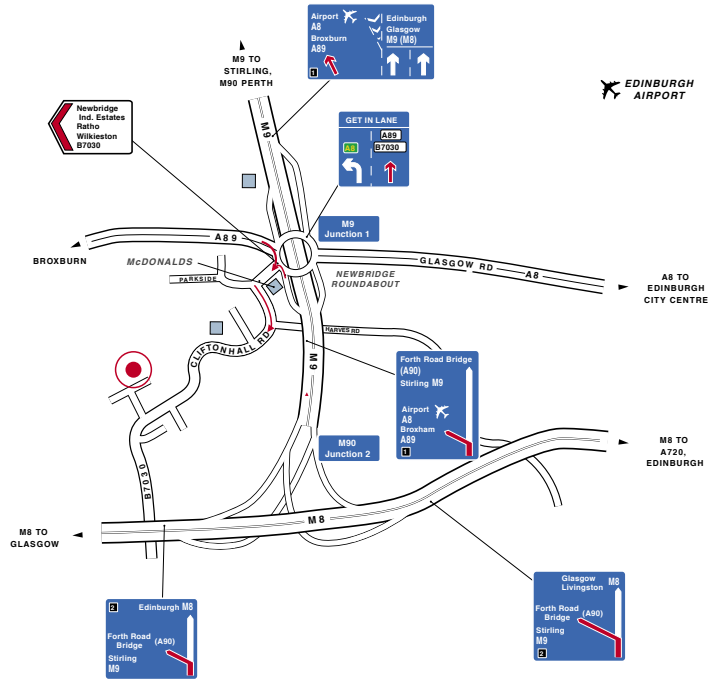 Airport
A8
Broxburn
A89
1
Edinburgh
Glasgow
M9 (M8)
M9 TO
STIRLING,
M90 PERTH
EDINBURGH
AIRPORT
Newbridge
Ind. Estates
Ratho
Wilkieston
B7030
GET IN LANE
A8
A89
B7030
M9
M9
Junction 1
A89
BROXBURN
McDONALDS
PARKSIDE
GLASGOW RD
A8
NEWBRIDGE
ROUNDABOUT
A8 TO
EDINBURGH
CITY CENTRE
HARVES RD
CLIFTONHALL RD
M9
Forth Road Bridge
(A90)
Stirling M9
Airport
A8
Broxham
A89
1
M90
Junction 2
M8 TO
A720,
EDINBURGH
B7030
M8
M8 TO
GLASGOW
2
Edinburgh M8
Forth Road
Bridge
(A90)
Stirling
M9
Glasgow
Livingston
M8
Forth Road
Bridge
(A90)
Stirling
M9
2